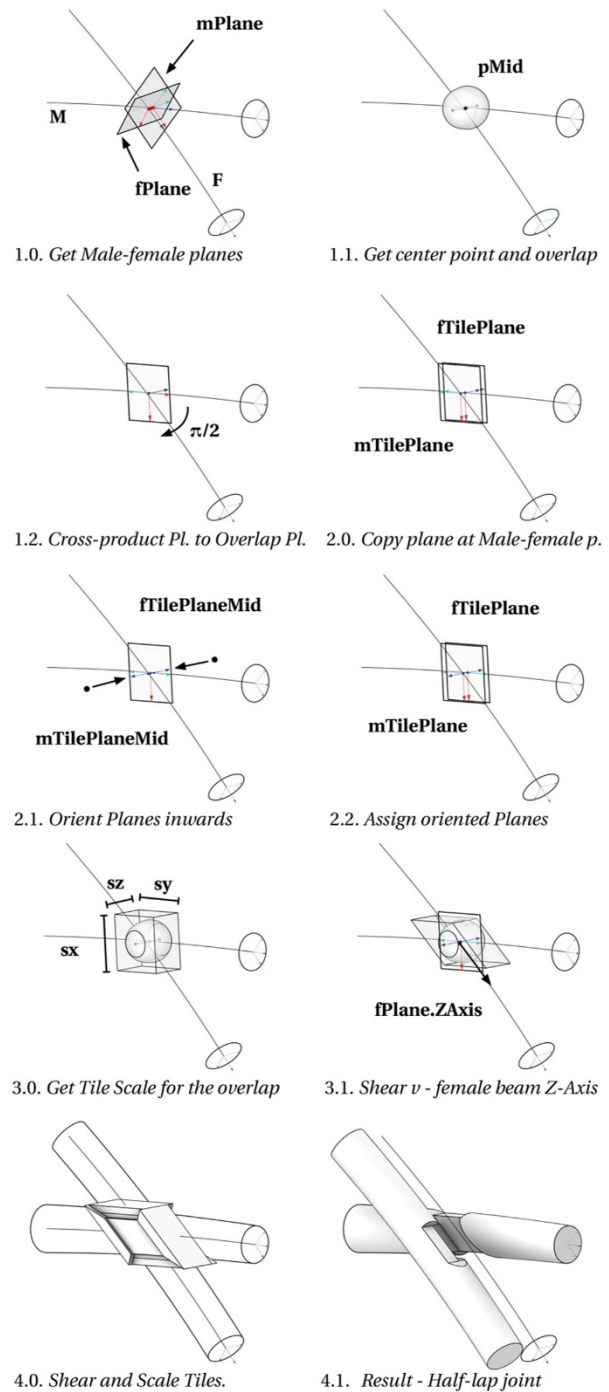 mPlane
M
fPlane
F
1.0. Get Male-female planes
pMid
1.1. Get center point and overlap
π/2
1.2. Cross-product Pl. to Overlap Pl.
fTilePlane
mTilePlane
2.0. Copy plane at Male-female p.
fTilePlaneMid
mTilePlaneMid
2.1. Orient Planes inwards
fTilePlane
mTilePlane
2.2. Assign oriented Planes
sz sy
sx
3.0. Get Tile Scale for the overlap
fPlane.ZAxis
3.1. Shear v - female beam Z-Axis
4.0. Shear and Scale Tiles.
4.1. Result - Half-lap joint